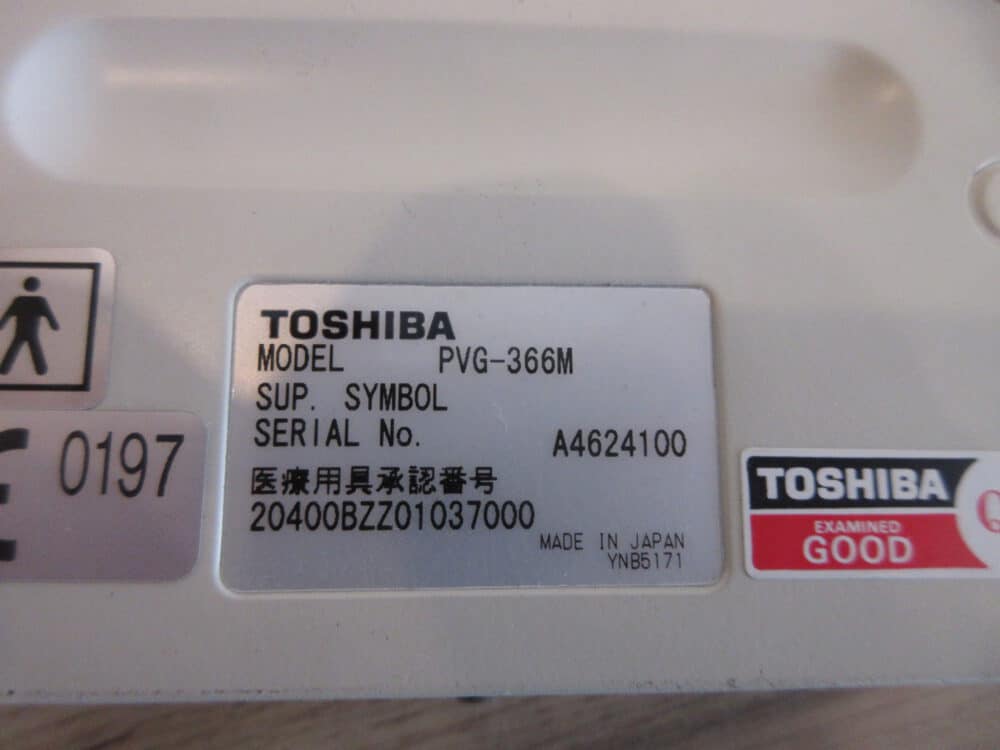 TOSHIBA
MODEL PVG-366M
SUP. SYMBOL
SERIAL No. A4624100
医療用具承認番号
20400BZZ01037000
MADE IN JAPAN
YNB5171
0197
TOSHIBA
EXAMINED
GOOD